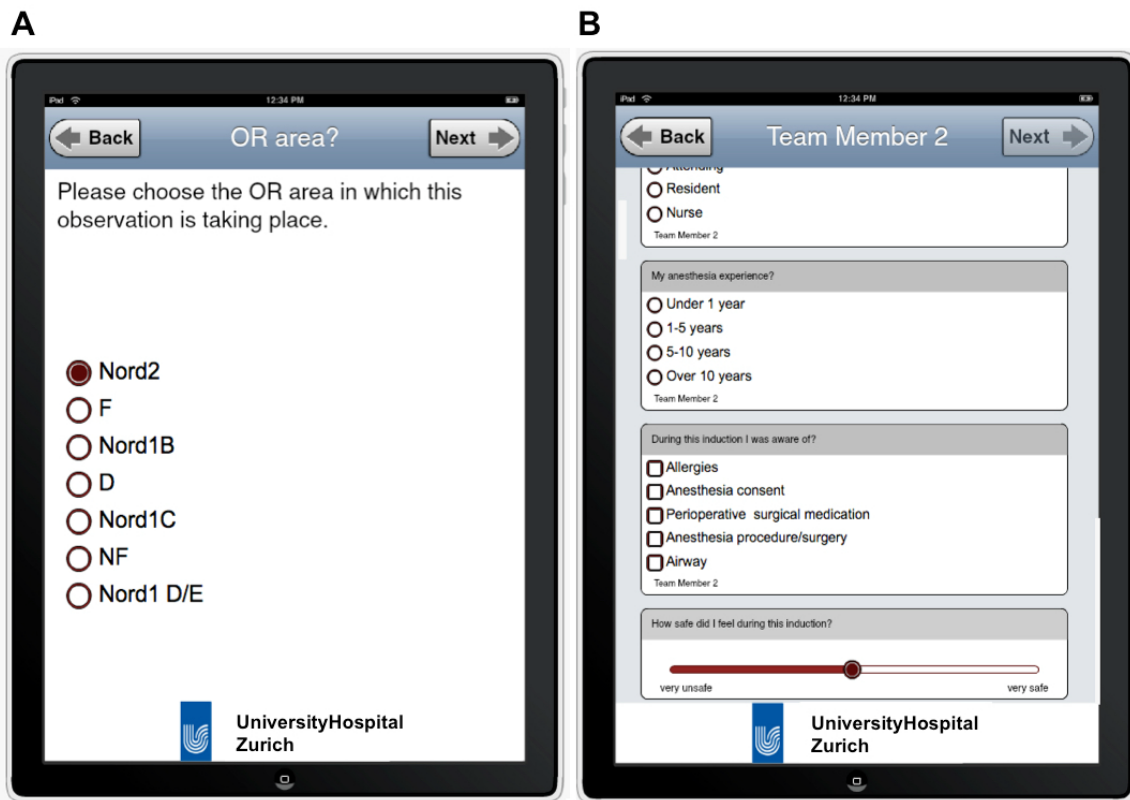 A
iPad
12:34 PM
Back
OR area?
Next
Please choose the OR area in which this
observation is taking place.
Nord2
F
Nord1B
D
Nord1C
NF
Nord1 D/E
UniversityHospital
Zurich
B
iPad
12:34 PM
Back
Team Member 2
Next
Attending
Resident
Nurse
Team Member 2
My anesthesia experience?
Under 1 year
1-5 years
5-10 years
Over 10 years
Team Member 2
During this induction I was aware of?
Allergies
Anesthesia consent
Perioperative surgical medication
Anesthesia procedure/surgery
Airway
Team Member 2
How safe did I feel during this induction?
very unsafe
very safe
UniversityHospital
Zurich